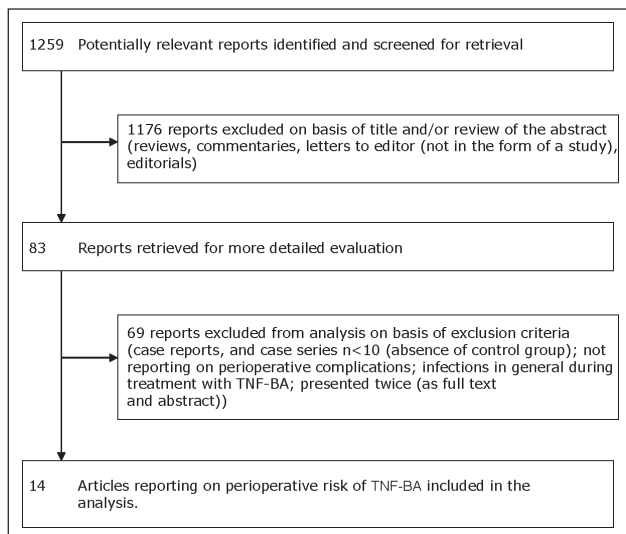 1259 Potentially relevant reports identified and screened for retrieval
1176 reports excluded on basis of title and/or review of the abstract
(reviews, commentaries, letters to editor (not in the form of a study),
editorials)
83 Reports retrieved for more detailed evaluation
69 reports excluded from analysis on basis of exclusion criteria
(case reports, and case series n<10 (absence of control group); not
reporting on perioperative complications; infections in general during
treatment with TNF-BA; presented twice (as full text
and abstract))
14 Articles reporting on perioperative risk of TNF-BA included in the
analysis.